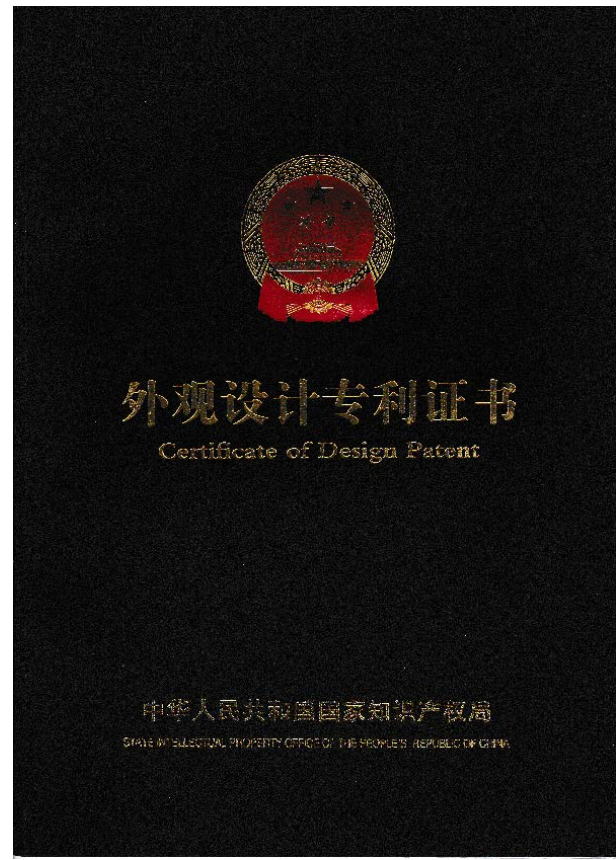 外观设计专利证书
Certificate of Design Patent
中华人民共和国国家知识产权局
STATE INTELLECTUAL PROPERTY OFFICE OF THE PEOPLE'S REPUBLIC OF CHINA